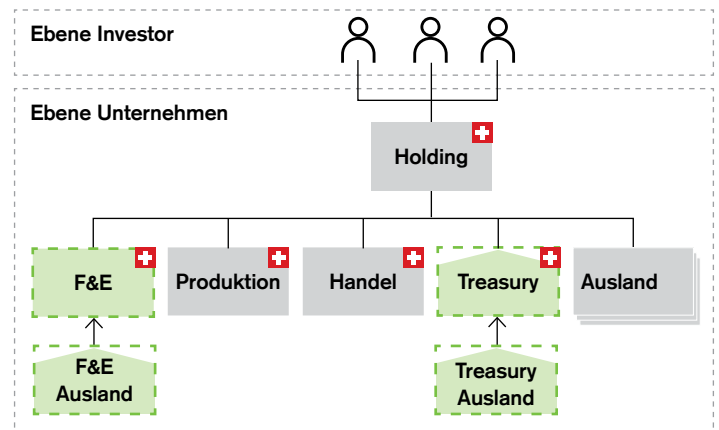 Ebene Investor
Ebene Unternehmen
Holding
F&E
Produktion
Handel
Treasury
Ausland
F&E
Ausland
Treasury
Ausland